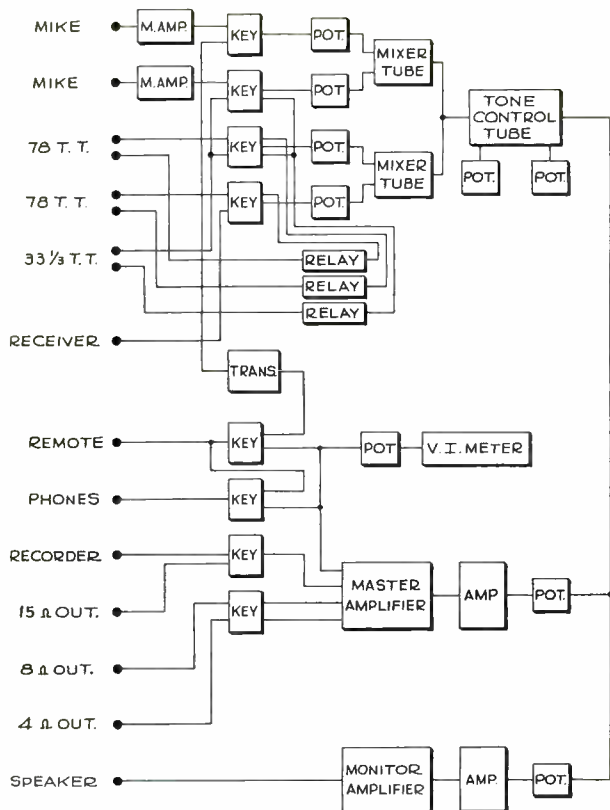 MIKE
M.AMP.
KEY
POT.
MIXER
TUBE
MIKE
M.AMP.
KEY
POT.
TONE
CONTROL
TUBE
POT.
POT.
78 T.T.
KEY
POT.
MIXER
TUBE
78 T.T.
KEY
POT.
33 1/3 T.T.
RELAY
RELAY
RELAY
RECEIVER
TRANS.
REMOTE
KEY
POT
V.I. METER
PHONES
KEY
RECORDER
KEY
MASTER
AMPLIFIER
AMP
POT.
15 Ω OUT.
KEY
8 Ω OUT.
4 Ω OUT.
SPEAKER
MONITOR
AMPLIFIER
AMP.
POT.